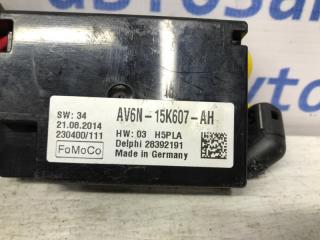 SW: 34
21.08.2014
230400/111
FoMoCo
AV6N-15K607-AH
HW: 03 H5PLA
Delphi 28392191
Made in Germany